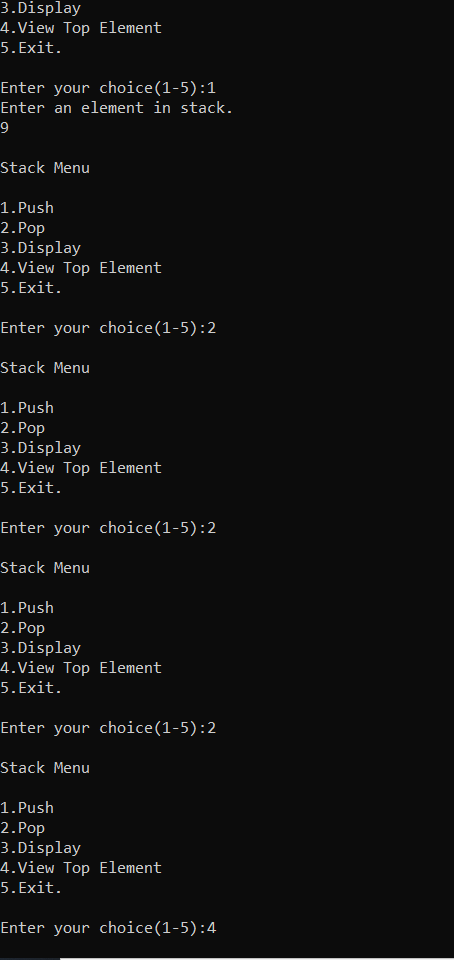 3.Display
4.View Top Element
5.Exit.
Enter your choice(1-5):1
Enter an element in stack.
9
Stack Menu
1.Push
2.Pop
3.Display
4.View Top Element
5.Exit.
Enter your choice(1-5):2
Stack Menu
1.Push
2.Pop
3.Display
4.View Top Element
5.Exit.
Enter your choice(1-5):2
Stack Menu
1.Push
2.Pop
3.Display
4.View Top Element
5.Exit.
Enter your choice(1-5):2
Stack Menu
1.Push
2.Pop
3.Display
4.View Top Element
5.Exit.
Enter your choice(1-5):4